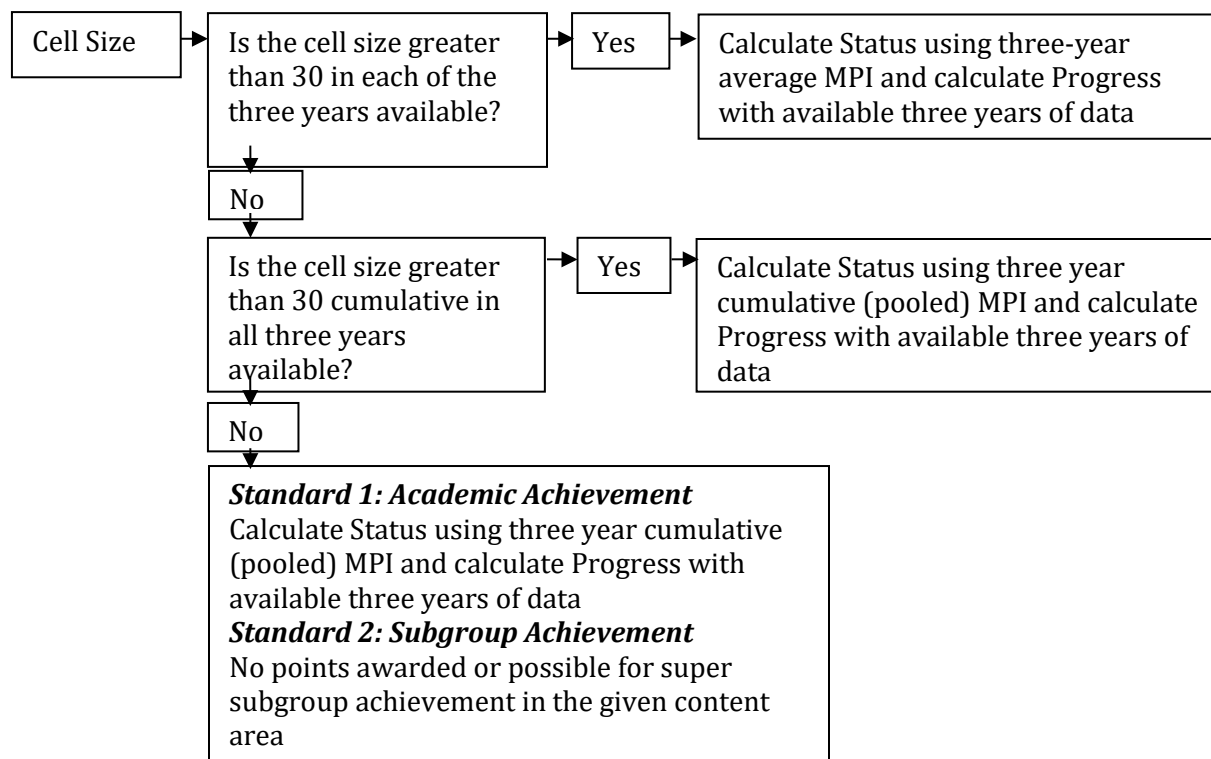 Cell Size
Is the cell size greater
than 30 in each of the
three years available?
Yes
Calculate Status using three-year
average MPI and calculate Progress
with available three years of data
No
Is the cell size greater
than 30 cumulative in
all three years
available?
Yes
Calculate Status using three year
cumulative (pooled) MPI and calculate
Progress with available three years of
data
No
Standard 1: Academic Achievement
Calculate Status using three year cumulative
(pooled) MPI and calculate Progress with
available three years of data
Standard 2: Subgroup Achievement
No points awarded or possible for super
subgroup achievement in the given content
area